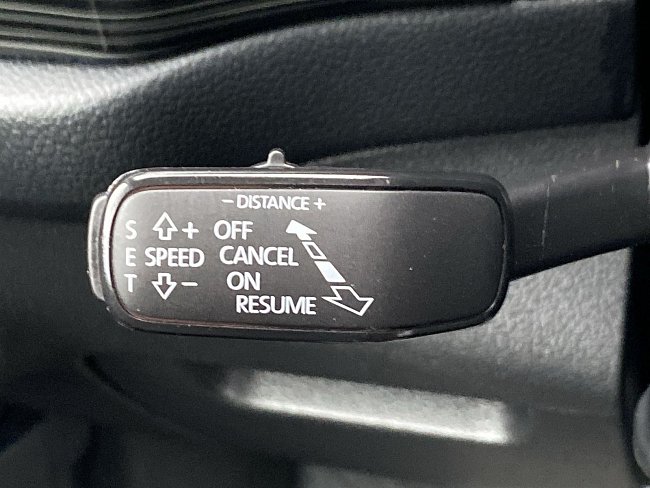 − DISTANCE +
S + OFF
E SPEED CANCEL
T − ON
RESUME